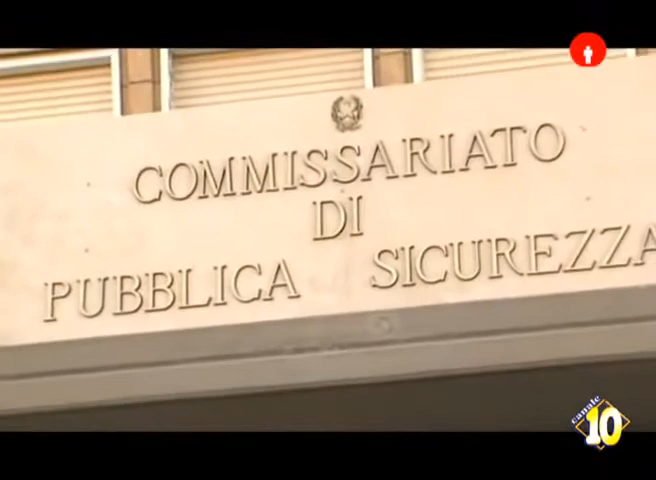 COMMISSARIATO
DI
PUBBLICA SICUREZZA
canale
10